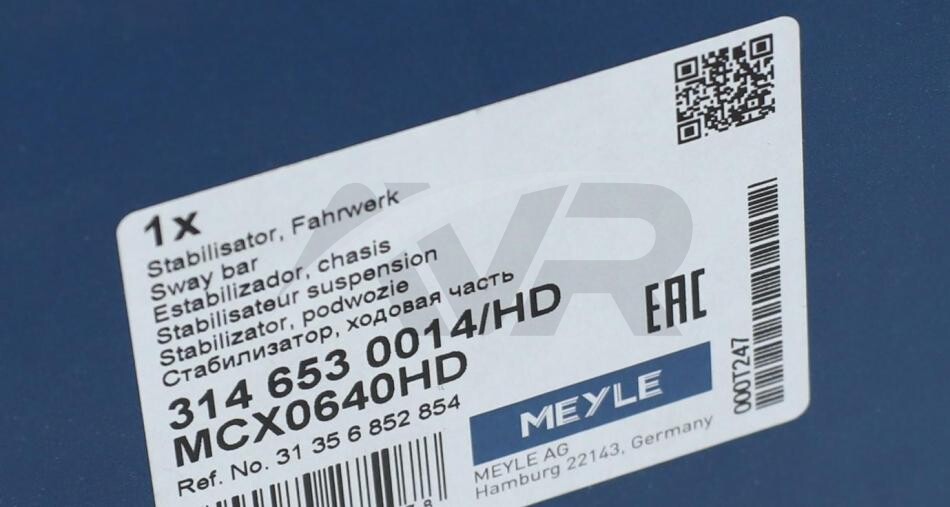 1x
Stabilisator, Fahrwerk
Sway bar
Estabilizador, chasis
Stabilisateur suspension
Stabilizator, podwozie
Стабилизатор, ходовая часть
314 653 0014/HD
MCX0640HD
Ref. No. 31 35 6 852 854
EAC
000T247
MEYLE
MEYLE AG
Hamburg 22143, Germany
VR